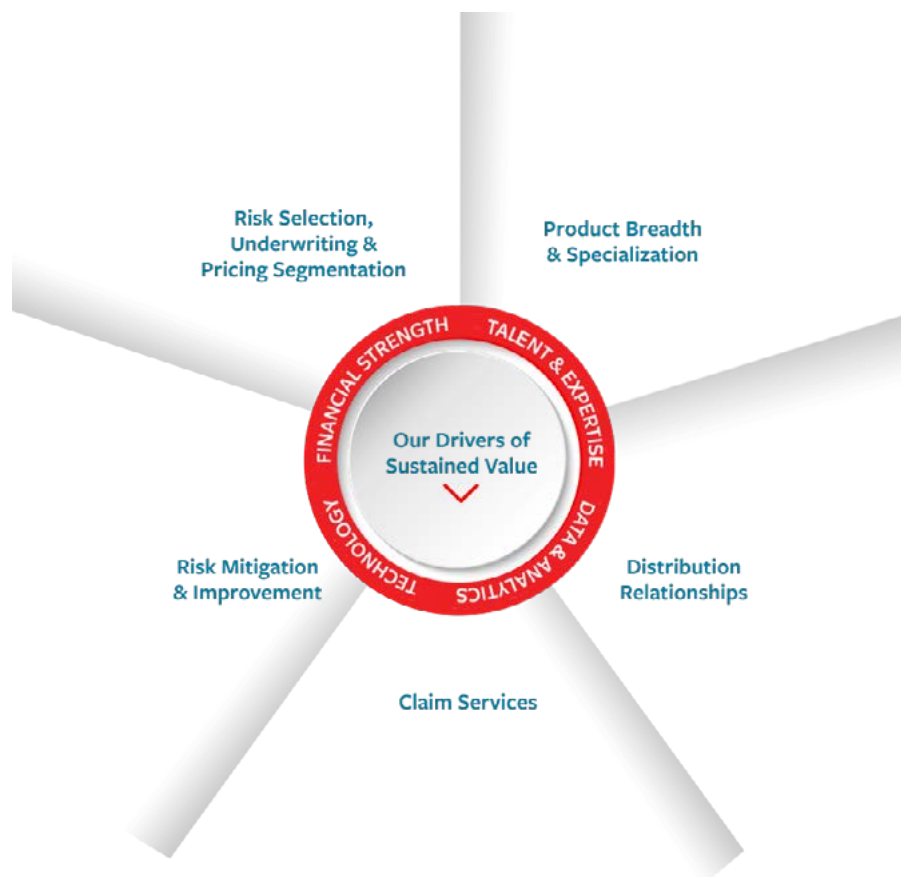 Risk Selection,
Underwriting &
Pricing Segmentation
Product Breadth
& Specialization
FINANCIAL STRENGTH
TALENT & EXPERTISE
Our Drivers of
Sustained Value
TECHNOLOGY
DATA & ANALYTICS
Risk Mitigation
& Improvement
Distribution
Relationships
Claim Services